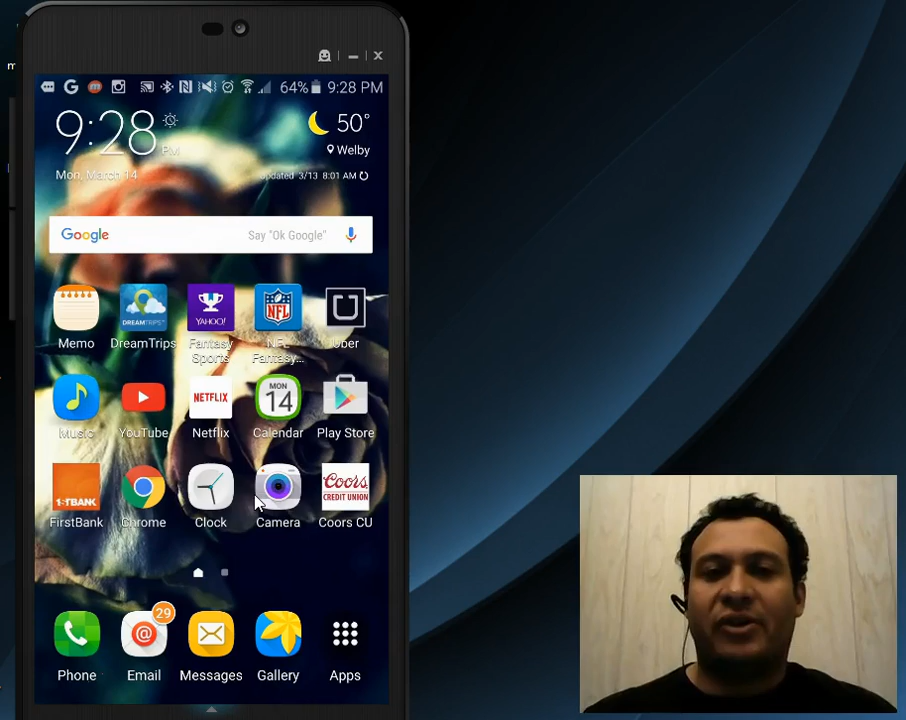 m
64% 9:28 PM
9:28 PM
50°
Welby
Mon, March 14
Updated 3/13 8:01 AM
Google Say "Ok Google"
YAHOO!
NFL
Memo DreamTrips Fantasy Sports NFL Fantasy... Uber
NETFLIX
MON 14
Music YouTube Netflix Calendar Play Store
1STBANK
Coors CREDIT UNION
FirstBank Chrome Clock Camera Coors CU
29
Phone Email Messages Gallery Apps